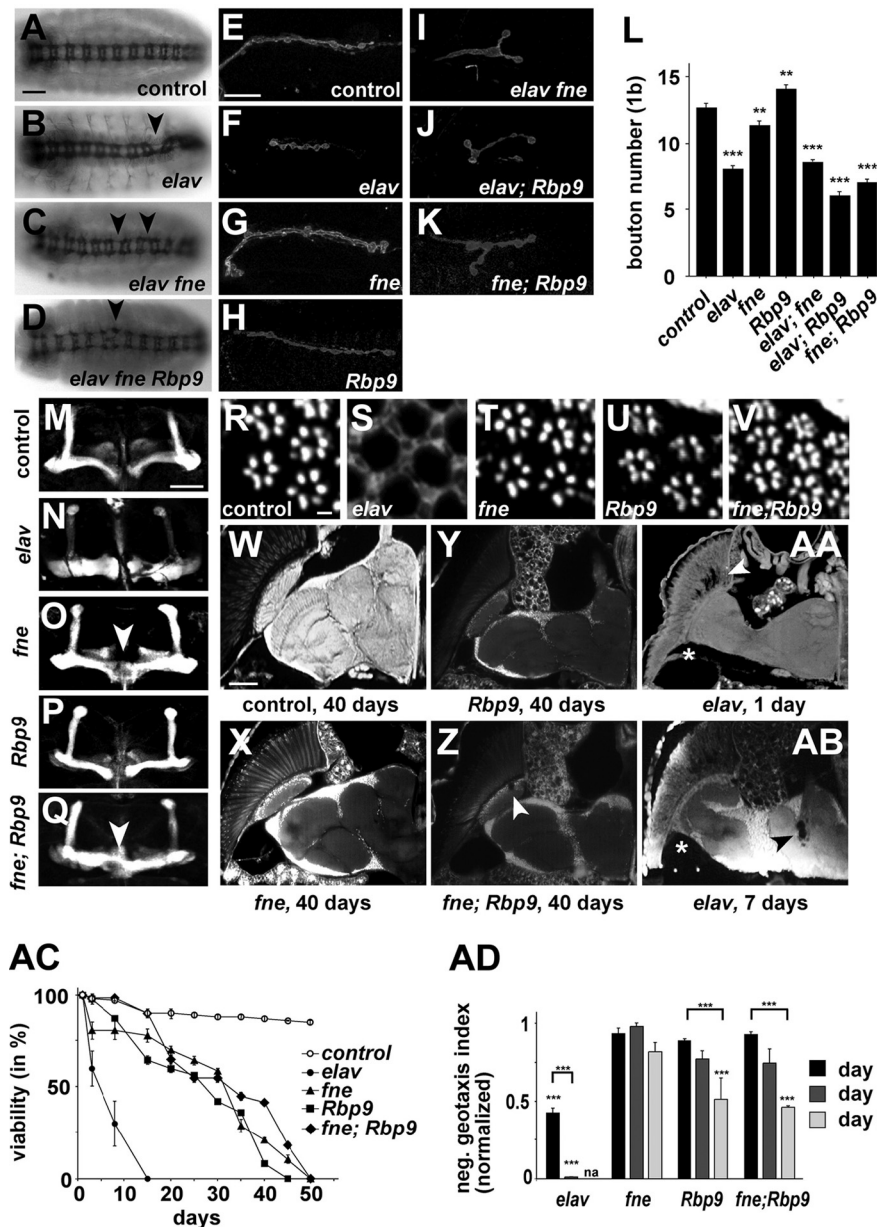 A
control
B
elav
C
elav fne
D
elav fne Rbp9
E
control
F
elav
G
fne
H
Rbp9
I
elav fne
J
elav; Rbp9
K
fne; Rbp9
L
bouton number (1b)
15
10
5
0
control
elav
fne
Rbp9
elav; fne
elav; Rbp9
fne; Rbp9
***
**
**
***
***
***
M
control
N
elav
O
fne
P
Rbp9
Q
fne; Rbp9
R
control
S
elav
T
fne
U
Rbp9
V
fne;Rbp9
W
control, 40 days
Y
Rbp9, 40 days
AA
*
elav, 1 day
X
fne, 40 days
Z
fne; Rbp9, 40 days
AB
*
elav, 7 days
AC
viability (in %)
100
50
0
0
10
20
30
40
50
days
control
elav
fne
Rbp9
fne; Rbp9
AD
neg. geotaxis index
(normalized)
1
0.5
0
***
***
***
na
***
***
***
***
elav
fne
Rbp9
fne;Rbp9
day
day
day